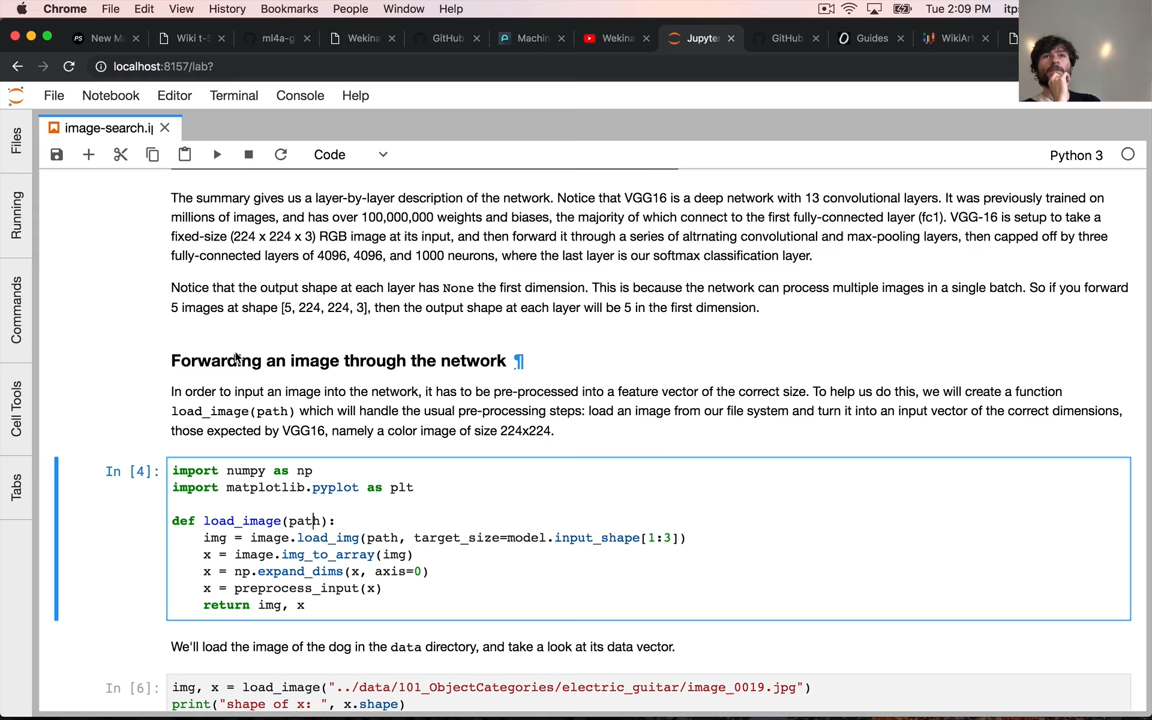 Chrome File Edit View History Bookmarks People Window Help Tue 2:09 PM itp
New M Wiki t-S ml4a-g Wekina GitHub Machin Wekina Jupyte GitHub Guides WikiArt
localhost:8157/lab?
File Notebook Editor Terminal Console Help
image-search.i
Code Python 3
Files
Running
Commands
Cell Tools
Tabs
The summary gives us a layer-by-layer description of the network. Notice that VGG16 is a deep network with 13 convolutional layers. It was previously trained on
millions of images, and has over 100,000,000 weights and biases, the majority of which connect to the first fully-connected layer (fc1). VGG-16 is setup to take a
fixed-size (224 x 224 x 3) RGB image at its input, and then forward it through a series of altrnating convolutional and max-pooling layers, then capped off by three
fully-connected layers of 4096, 4096, and 1000 neurons, where the last layer is our softmax classification layer.
Notice that the output shape at each layer has None the first dimension. This is because the network can process multiple images in a single batch. So if you forward
5 images at shape [5, 224, 224, 3], then the output shape at each layer will be 5 in the first dimension.
Forwarding an image through the network ¶
In order to input an image into the network, it has to be pre-processed into a feature vector of the correct size. To help us do this, we will create a function
load_image(path) which will handle the usual pre-processing steps: load an image from our file system and turn it into an input vector of the correct dimensions,
those expected by VGG16, namely a color image of size 224x224.
In [4]: import numpy as np
import matplotlib.pyplot as plt
def load_image(path):
img = image.load_img(path, target_size=model.input_shape[1:3])
x = image.img_to_array(img)
x = np.expand_dims(x, axis=0)
x = preprocess_input(x)
return img, x
We'll load the image of the dog in the data directory, and take a look at its data vector.
In [6]: img, x = load_image("../data/101_ObjectCategories/electric_guitar/image_0019.jpg")
print("shape of x: ", x.shape)